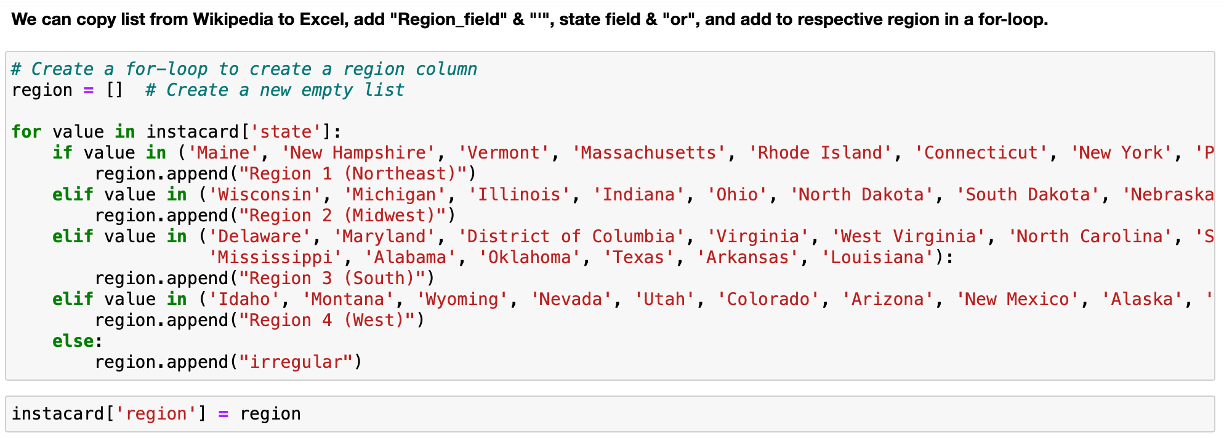 We can copy list from Wikipedia to Excel, add "Region_field" & "'", state field & "or", and add to respective region in a for-loop.
# Create a for-loop to create a region column
region = []  # Create a new empty list
for value in instacard['state']:
    if value in ('Maine', 'New Hampshire', 'Vermont', 'Massachusetts', 'Rhode Island', 'Connecticut', 'New York', 'P
        region.append("Region 1 (Northeast)")
    elif value in ('Wisconsin', 'Michigan', 'Illinois', 'Indiana', 'Ohio', 'North Dakota', 'South Dakota', 'Nebraska
        region.append("Region 2 (Midwest)")
    elif value in ('Delaware', 'Maryland', 'District of Columbia', 'Virginia', 'West Virginia', 'North Carolina', 'S
                   'Mississippi', 'Alabama', 'Oklahoma', 'Texas', 'Arkansas', 'Louisiana'):
        region.append("Region 3 (South)")
    elif value in ('Idaho', 'Montana', 'Wyoming', 'Nevada', 'Utah', 'Colorado', 'Arizona', 'New Mexico', 'Alaska', '
        region.append("Region 4 (West)")
    else:
        region.append("irregular")
instacard['region'] = region